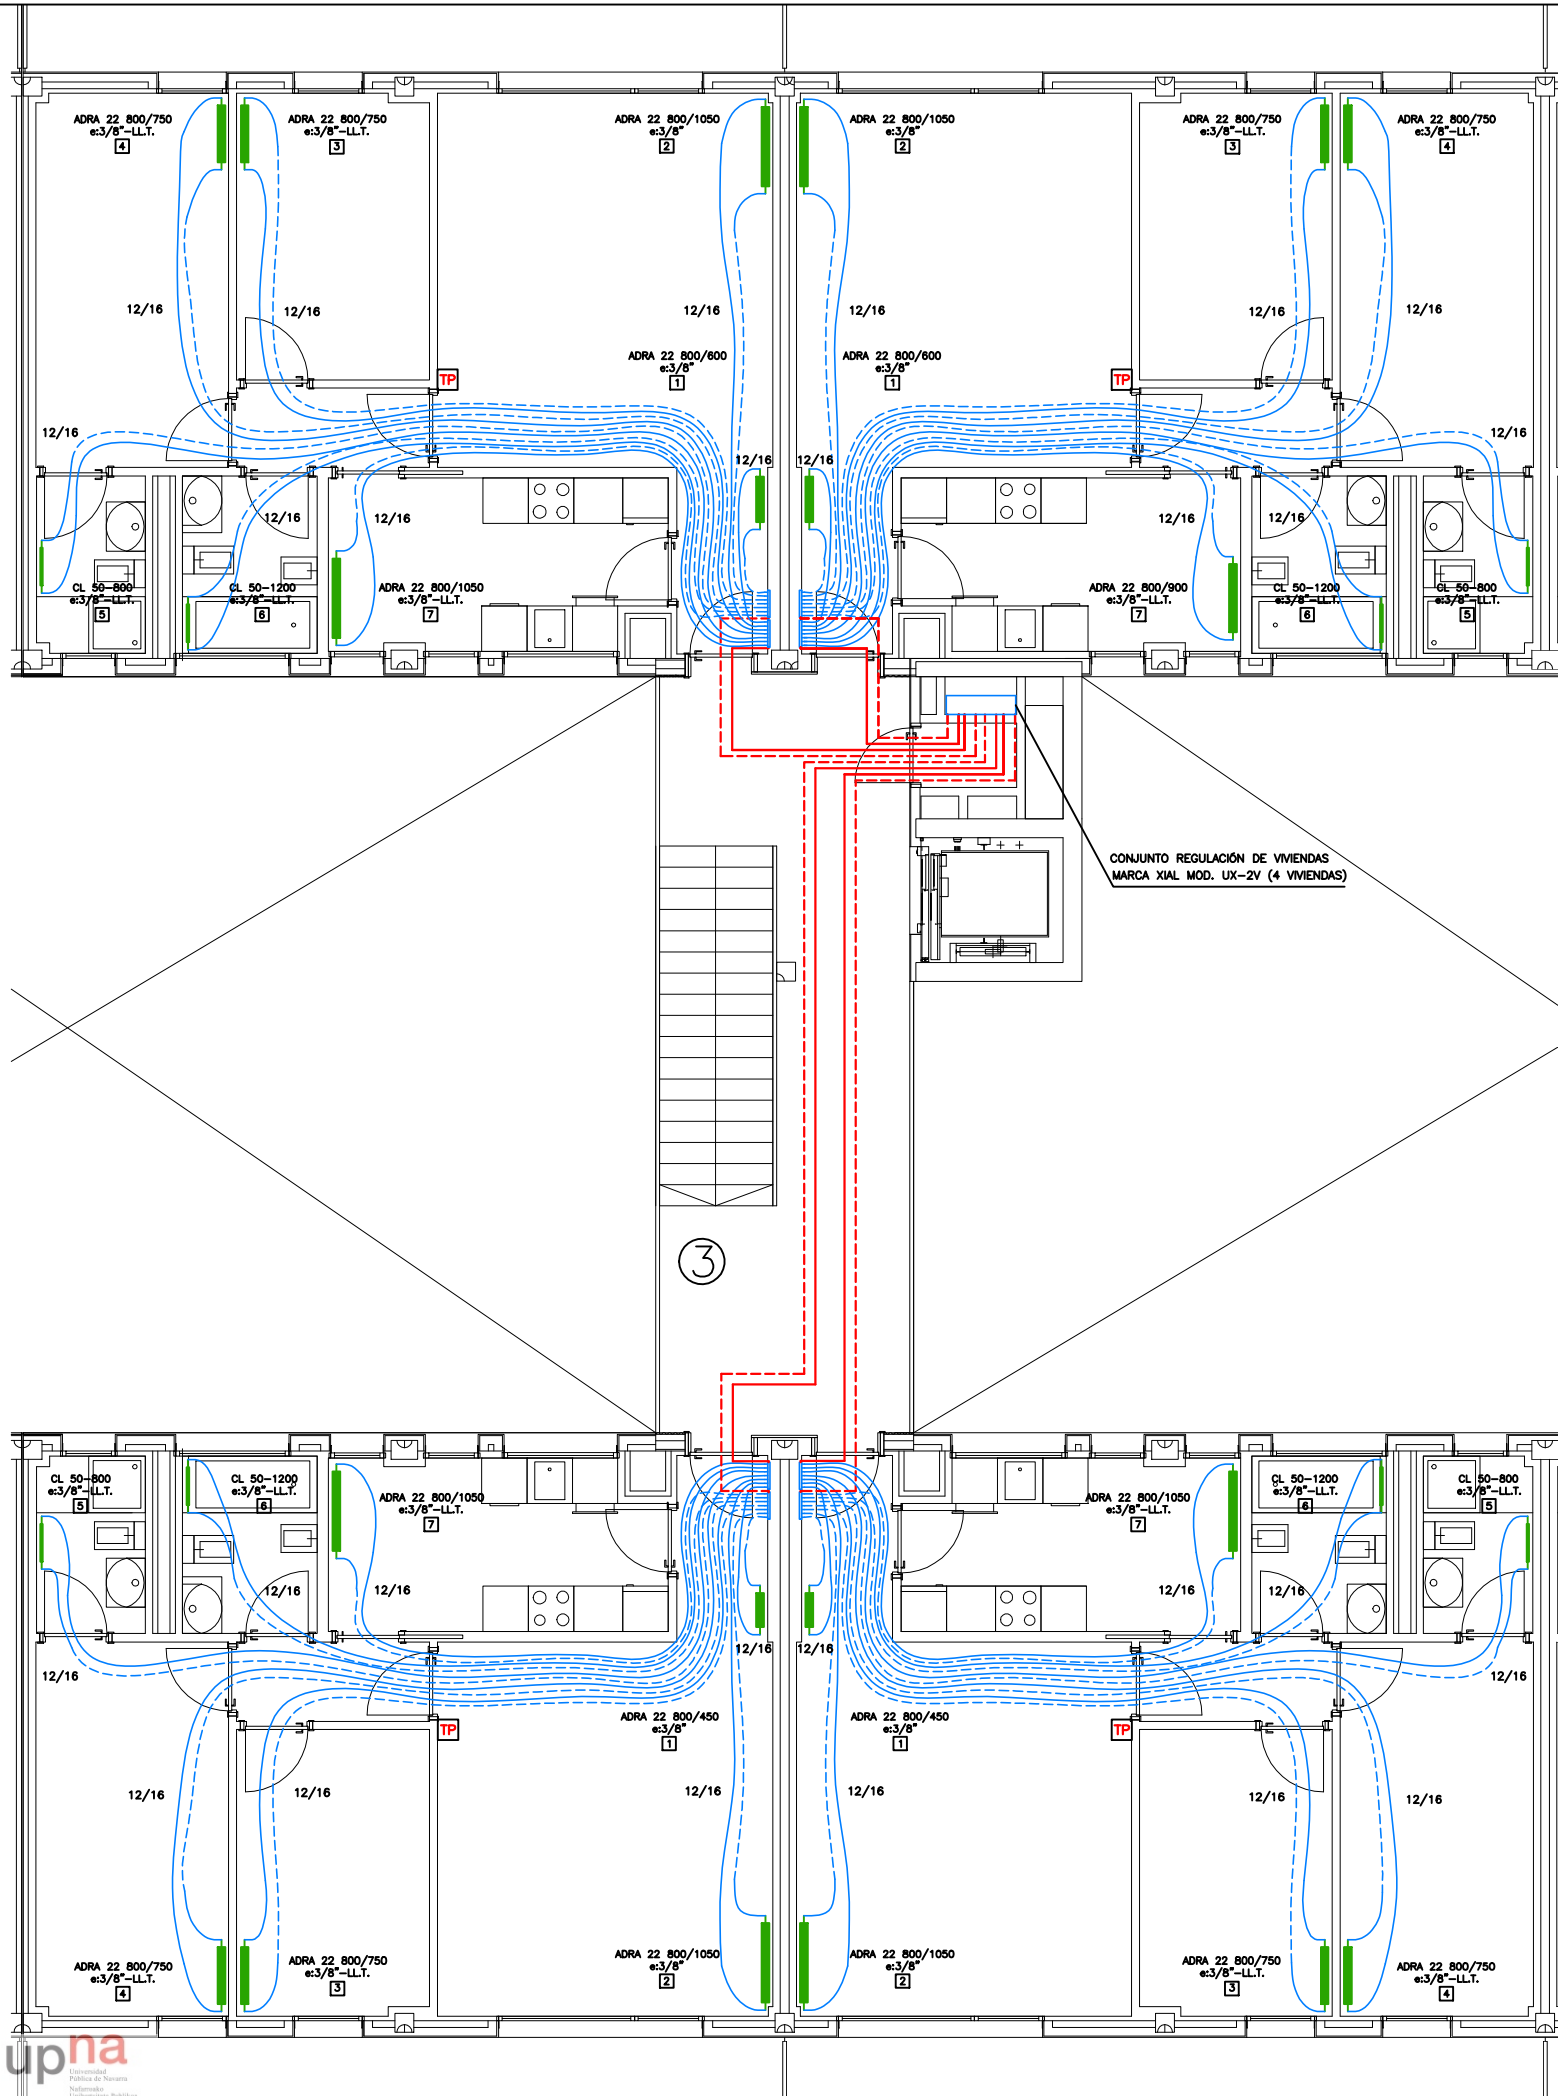 ADRA 22 800/750
e:3/8"-LL.T.
4
ADRA 22 800/750
e:3/8"-LL.T.
3
ADRA 22 800/1050
e:3/8"
2
ADRA 22 800/1050
e:3/8"
2
ADRA 22 800/750
e:3/8"-LL.T.
3
ADRA 22 800/750
e:3/8"-LL.T.
4
12/16
12/16
12/16
12/16
12/16
12/16
ADRA 22 800/600
e:3/8"
1
ADRA 22 800/600
e:3/8"
1
TP
TP
12/16
12/16
12/16
12/16
12/16
12/16
12/16
12/16
CL 50-800
e:3/8"-LL.T.
5
CL 50-1200
e:3/8"-LL.T.
6
ADRA 22 800/1050
e:3/8"-LL.T.
7
ADRA 22 800/900
e:3/8"-LL.T.
7
CL 50-1200
e:3/8"-LL.T.
6
CL 50-800
e:3/8"-LL.T.
5
CONJUNTO REGULACIÓN DE VIVIENDAS
MARCA XIAL MOD. UX-2V (4 VIVIENDAS)
3
CL 50-800
e:3/8"-LL.T.
5
CL 50-1200
e:3/8"-LL.T.
6
ADRA 22 800/1050
e:3/8"-LL.T.
7
ADRA 22 800/1050
e:3/8"-LL.T.
7
CL 50-1200
e:3/8"-LL.T.
6
CL 50-800
e:3/8"-LL.T.
5
12/16
12/16
12/16
12/16
12/16
12/16
12/16
12/16
ADRA 22 800/450
e:3/8"
1
ADRA 22 800/450
e:3/8"
1
TP
TP
12/16
12/16
12/16
12/16
12/16
12/16
ADRA 22 800/750
e:3/8"-LL.T.
4
ADRA 22 800/750
e:3/8"-LL.T.
3
ADRA 22 800/1050
e:3/8"
2
ADRA 22 800/1050
e:3/8"
2
ADRA 22 800/750
e:3/8"-LL.T.
3
ADRA 22 800/750
e:3/8"-LL.T.
4
upna
Universidad
Pública de Navarra
Nafarroako
Unibertsitate Publikoa